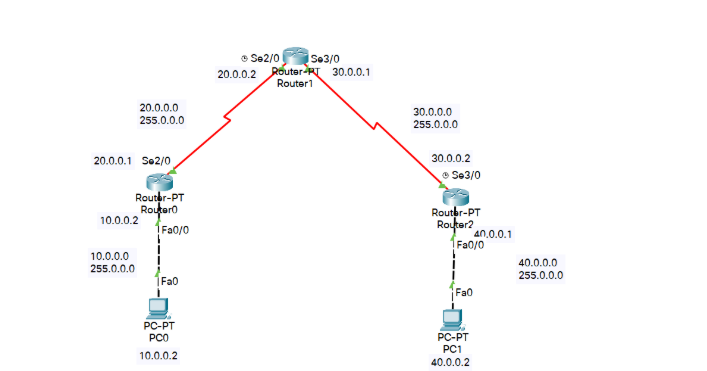 Se2/0
Se3/0
20.0.0.2
Router-PT
30.0.0.1
Router1
20.0.0.0
255.0.0.0
30.0.0.0
255.0.0.0
20.0.0.1
Se2/0
30.0.0.2
Se3/0
Router-PT
Router0
10.0.0.2
Fa0/0
Router-PT
Router2
40.0.0.1
Fa0/0
10.0.0.0
255.0.0.0
40.0.0.0
255.0.0.0
Fa0
Fa0
PC-PT
PC0
10.0.0.2
PC-PT
PC1
40.0.0.2